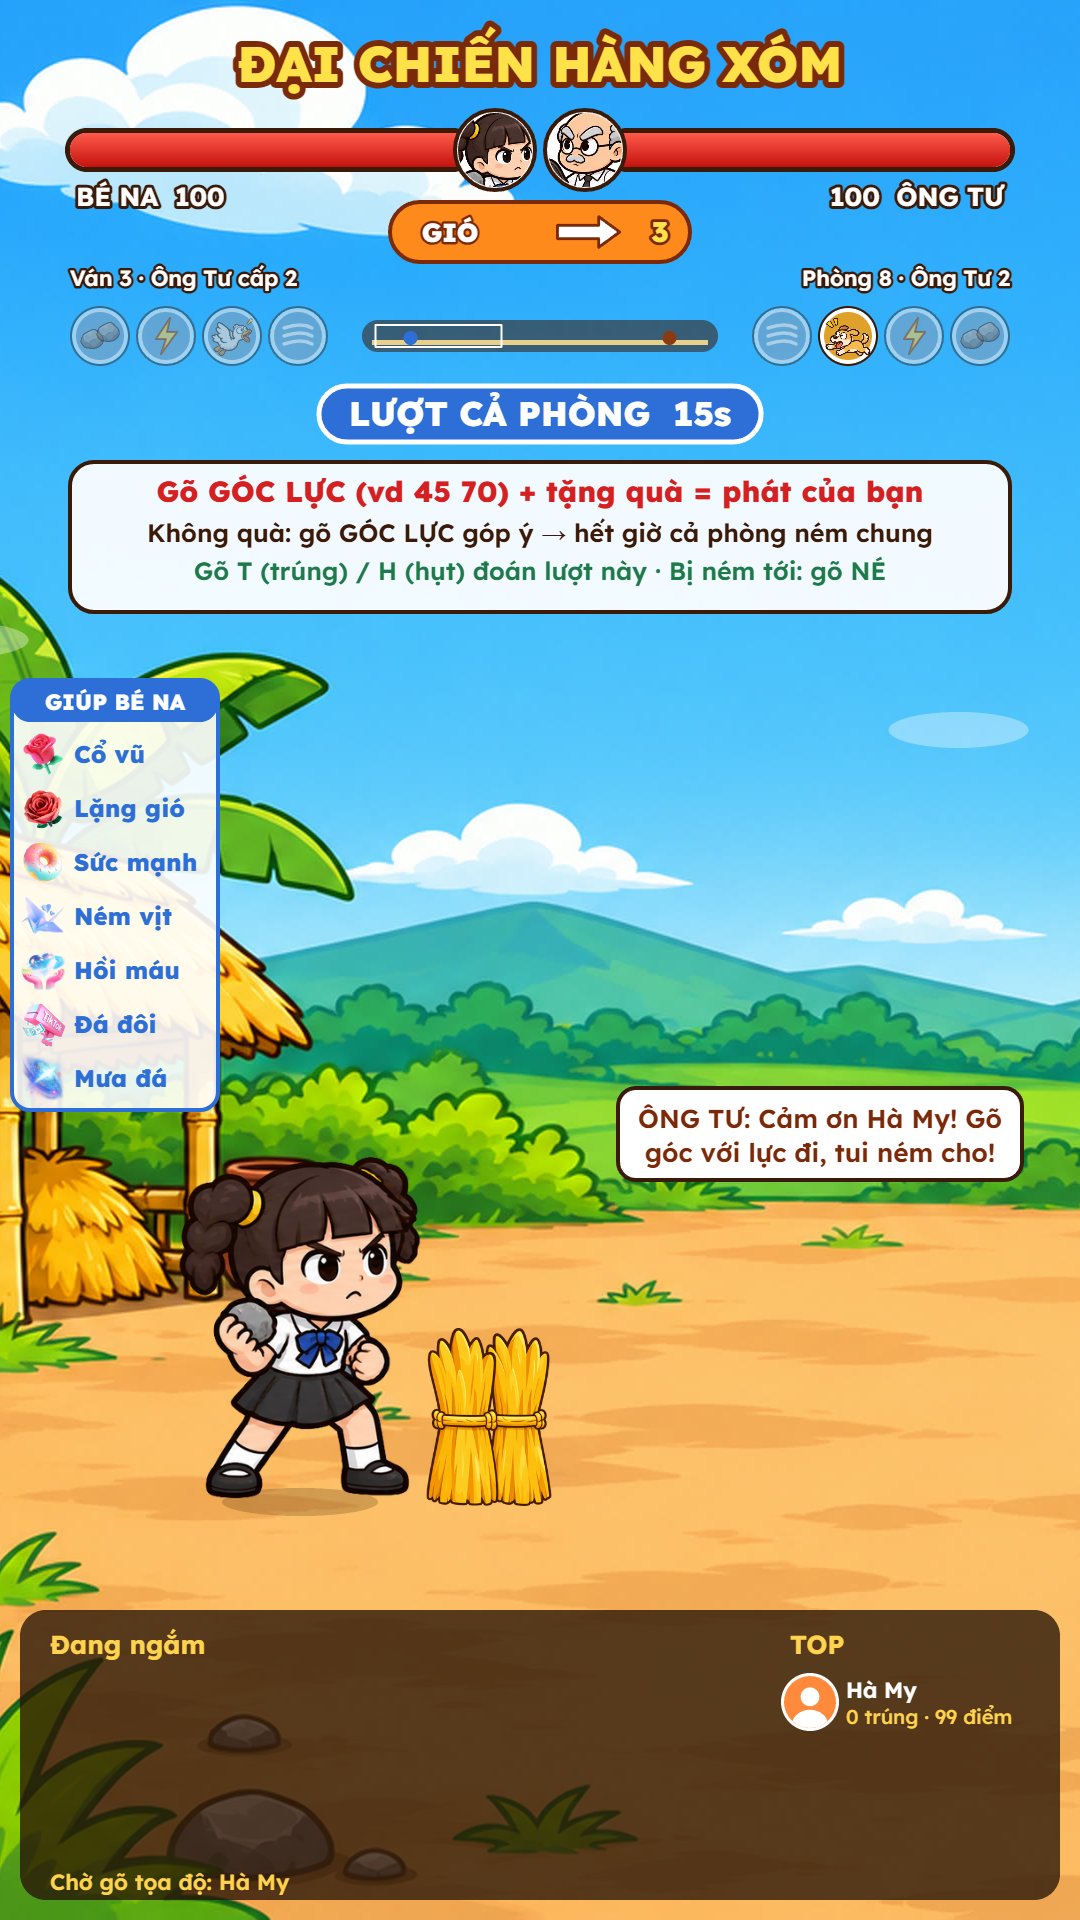 ĐẠI CHIẾN HÀNG XÓM
BÉ NA 100
100 ÔNG TƯ
GIÓ 3
Ván 3 · Ông Tư cấp 2
Phòng 8 · Ông Tư 2
LƯỢT CẢ PHÒNG 15s
Gõ GÓC LỰC (vd 45 70) + tặng quà = phát của bạn
Không quà: gõ GÓC LỰC góp ý → hết giờ cả phòng ném chung
Gõ T (trúng) / H (hụt) đoán lượt này · Bị ném tới: gõ NÉ
GIÚP BÉ NA
Cổ vũ
Lặng gió
Sức mạnh
Ném vịt
Hồi máu
Đá đôi
Mưa đá
ÔNG TƯ: Cảm ơn Hà My! Gõ
góc với lực đi, tui ném cho!
Đang ngắm
TOP
Hà My
0 trúng · 99 điểm
Chờ gõ tọa độ: Hà My